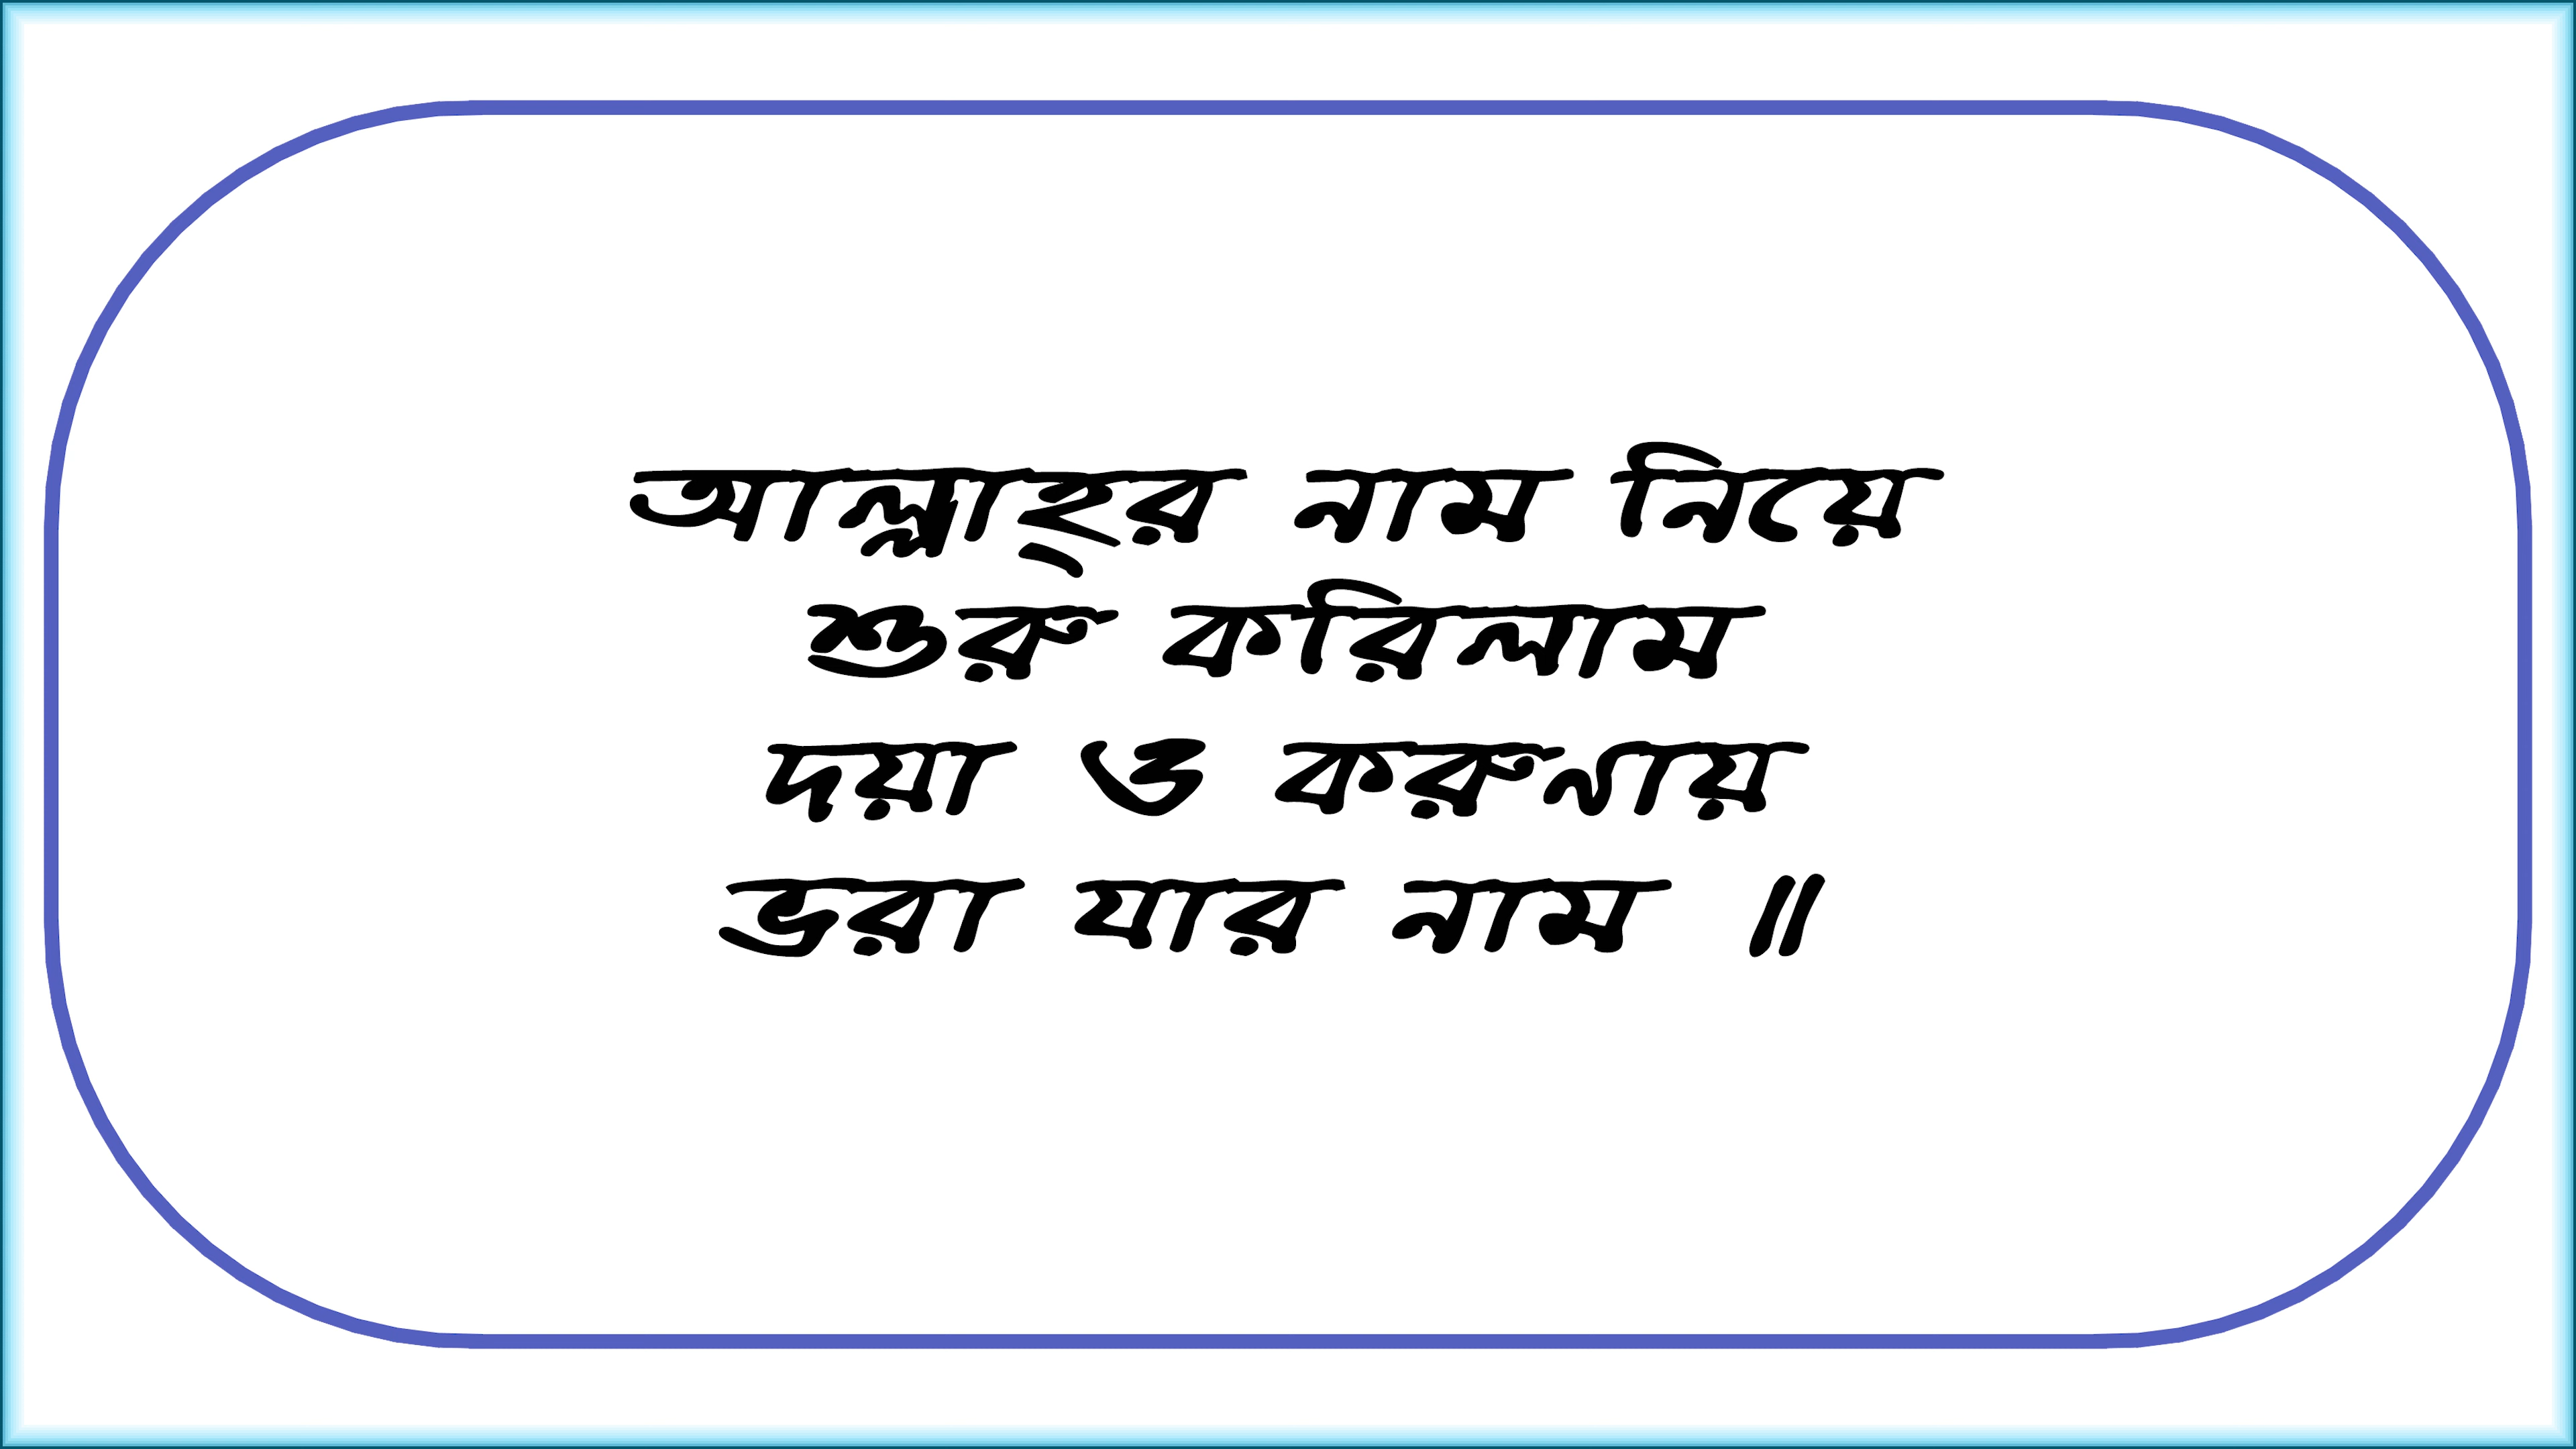 আল্লাহ্র নাম নিয়ে
শুরু করিলাম
দয়া ও করুণায়
ভরা যার নাম ॥